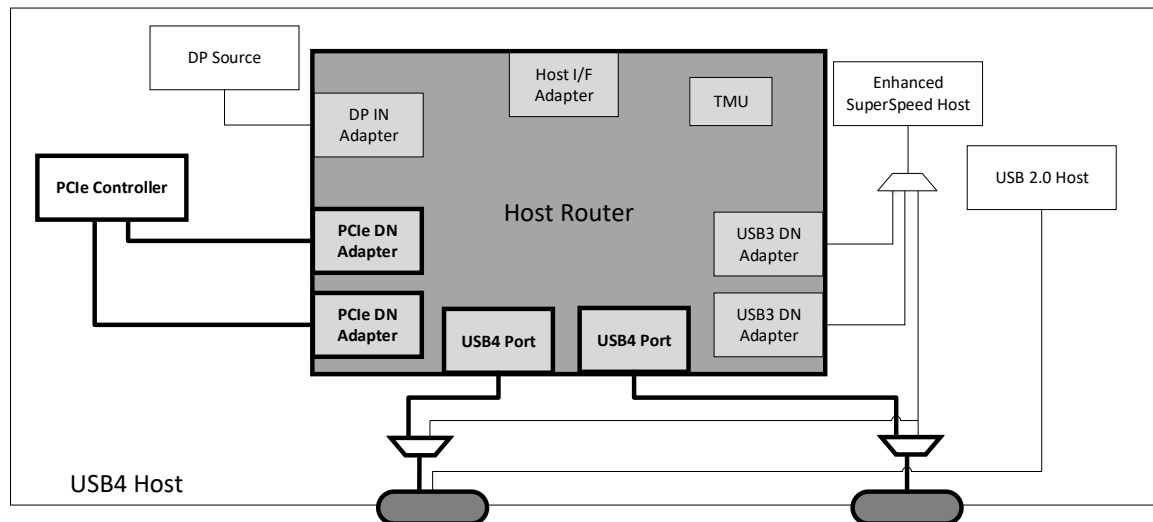 DP Source
Host I/F
Adapter
TMU
Enhanced
SuperSpeed Host
DP IN
Adapter
PCIe Controller
USB 2.0 Host
Host Router
PCIe DN
Adapter
USB3 DN
Adapter
PCIe DN
Adapter
USB3 DN
Adapter
USB4 Port
USB4 Port
USB4 Host